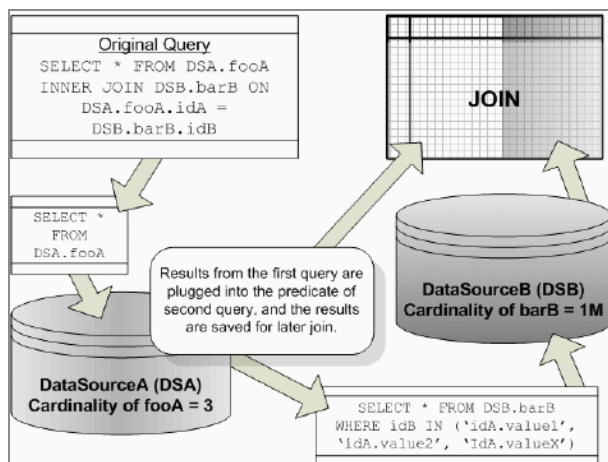 Original Query
SELECT * FROM DSA.fooA
INNER JOIN DSB.barB ON
DSA.fooA.idA =
DSB.barB.idB
JOIN
SELECT *
FROM
DSA.fooA
Results from the first query are
plugged into the predicate of
second query, and the results
are saved for later join.
DataSourceB (DSB)
Cardinality of barB = 1M
DataSourceA (DSA)
Cardinality of fooA = 3
SELECT * FROM DSB.barB
WHERE idB IN (‘idA.value1’,
‘idA.value2’, ‘IdA.valueX’)